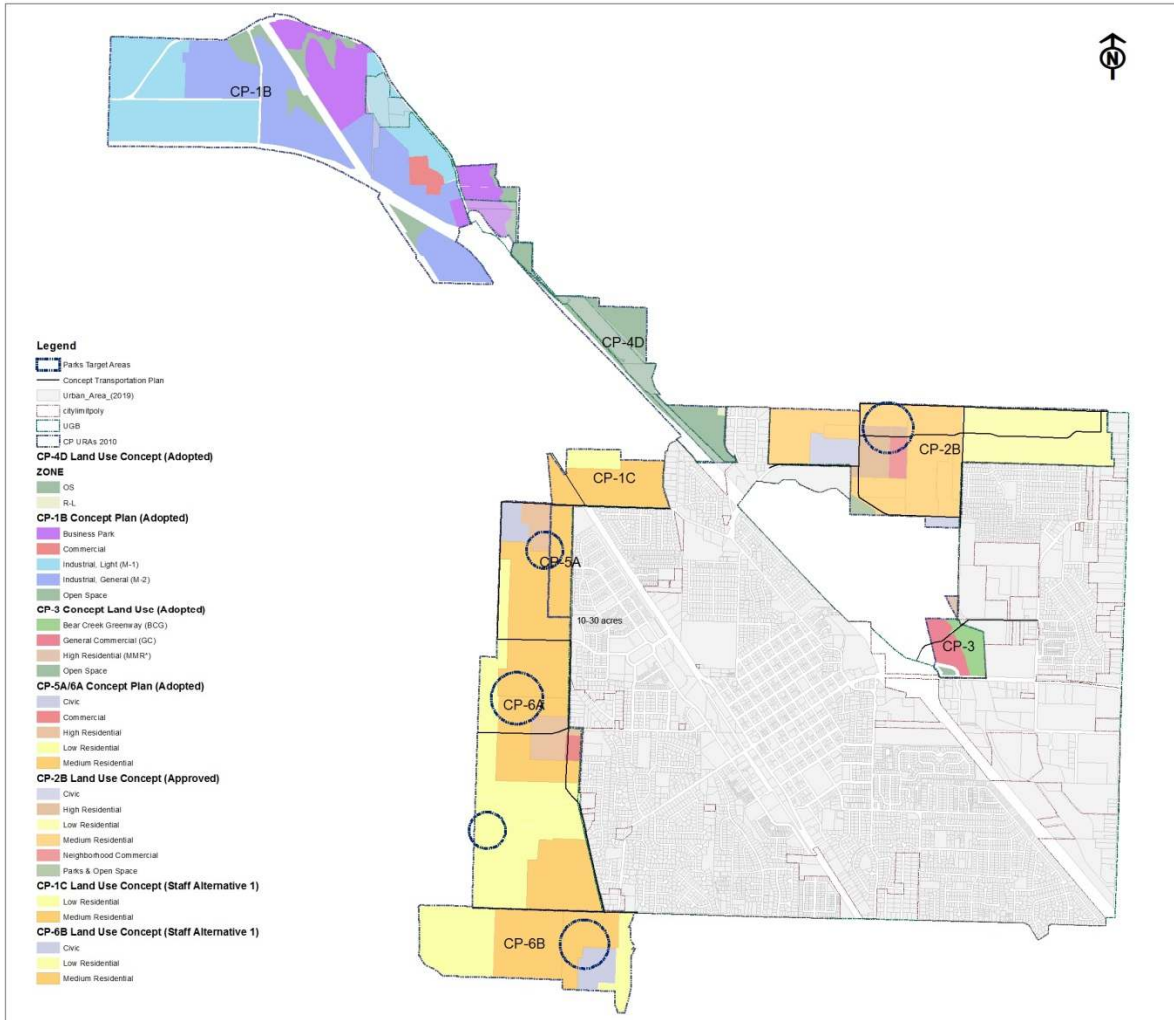 N
CP-1B
CP-4D
CP-2B
CP-1C
CP-5A
10-30 acres
CP-3
CP-6A
CP-6B
Legend
Parks Target Areas
Concept Transportation Plan
Urban_Area_(2019)
citylimitpoly
UGB
CP URAs 2010
CP-4D Land Use Concept (Adopted)
ZONE
OS
R-L
CP-1B Concept Plan (Adopted)
Business Park
Commercial
Industrial, Light (M-1)
Industrial, General (M-2)
Open Space
CP-3 Concept Land Use (Adopted)
Bear Creek Greenway (BCG)
General Commercial (GC)
High Residential (MMR*)
Open Space
CP-5A/6A Concept Plan (Adopted)
Civic
Commercial
High Residential
Low Residential
Medium Residential
CP-2B Land Use Concept (Approved)
Civic
High Residential
Low Residential
Medium Residential
Neighborhood Commercial
Parks & Open Space
CP-1C Land Use Concept (Staff Alternative 1)
Low Residential
Medium Residential
CP-6B Land Use Concept (Staff Alternative 1)
Civic
Low Residential
Medium Residential